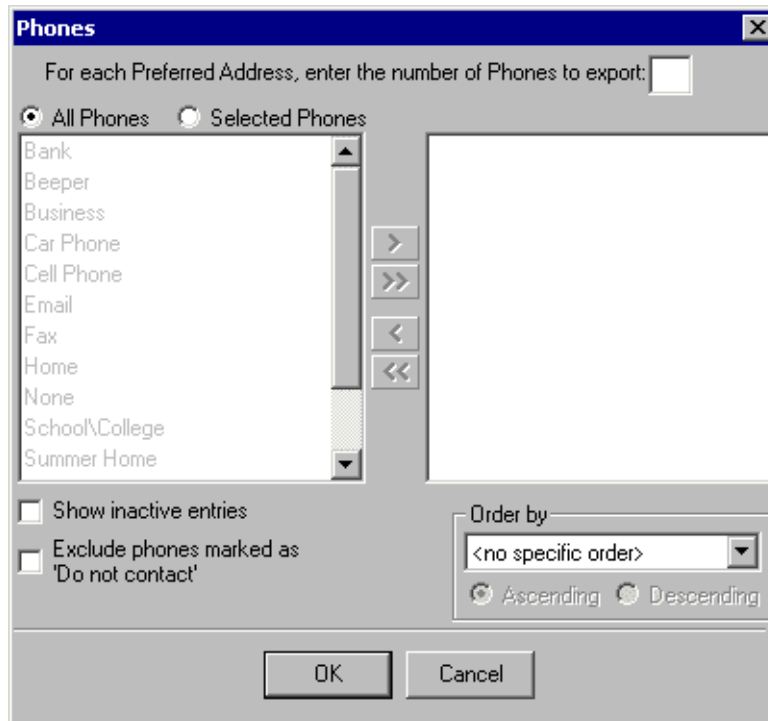 Phones
For each Preferred Address, enter the number of Phones to export:
All Phones Selected Phones
Bank
Beeper
Business
Car Phone
Cell Phone
Email
Fax
Home
None
School\College
Summer Home
>
>>
<
<<
Show inactive entries
Exclude phones marked as
'Do not contact'
Order by
<no specific order>
Ascending Descending
OK Cancel